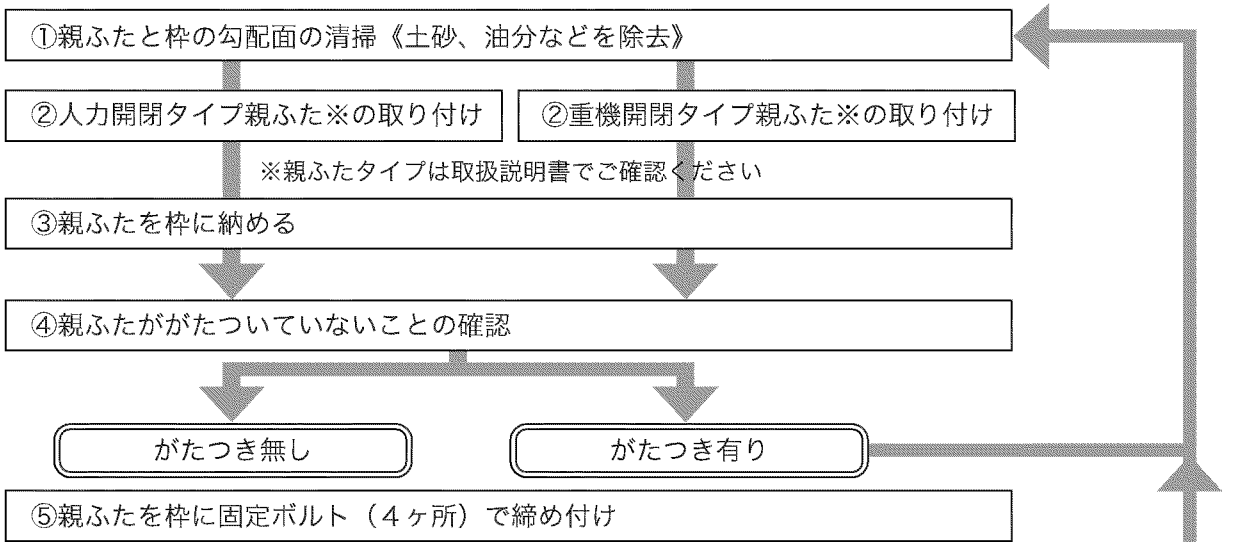 ①親ふたと枠の勾配面の清掃《土砂、油分などを除去》
②人力開閉タイプ親ふた※の取り付け
②重機開閉タイプ親ふた※の取り付け
※親ふたタイプは取扱説明書でご確認ください
③親ふたを枠に納める
④親ふたががたついていないことの確認
がたつき無し
がたつき有り
⑤親ふたを枠に固定ボルト（４ヶ所）で締め付け